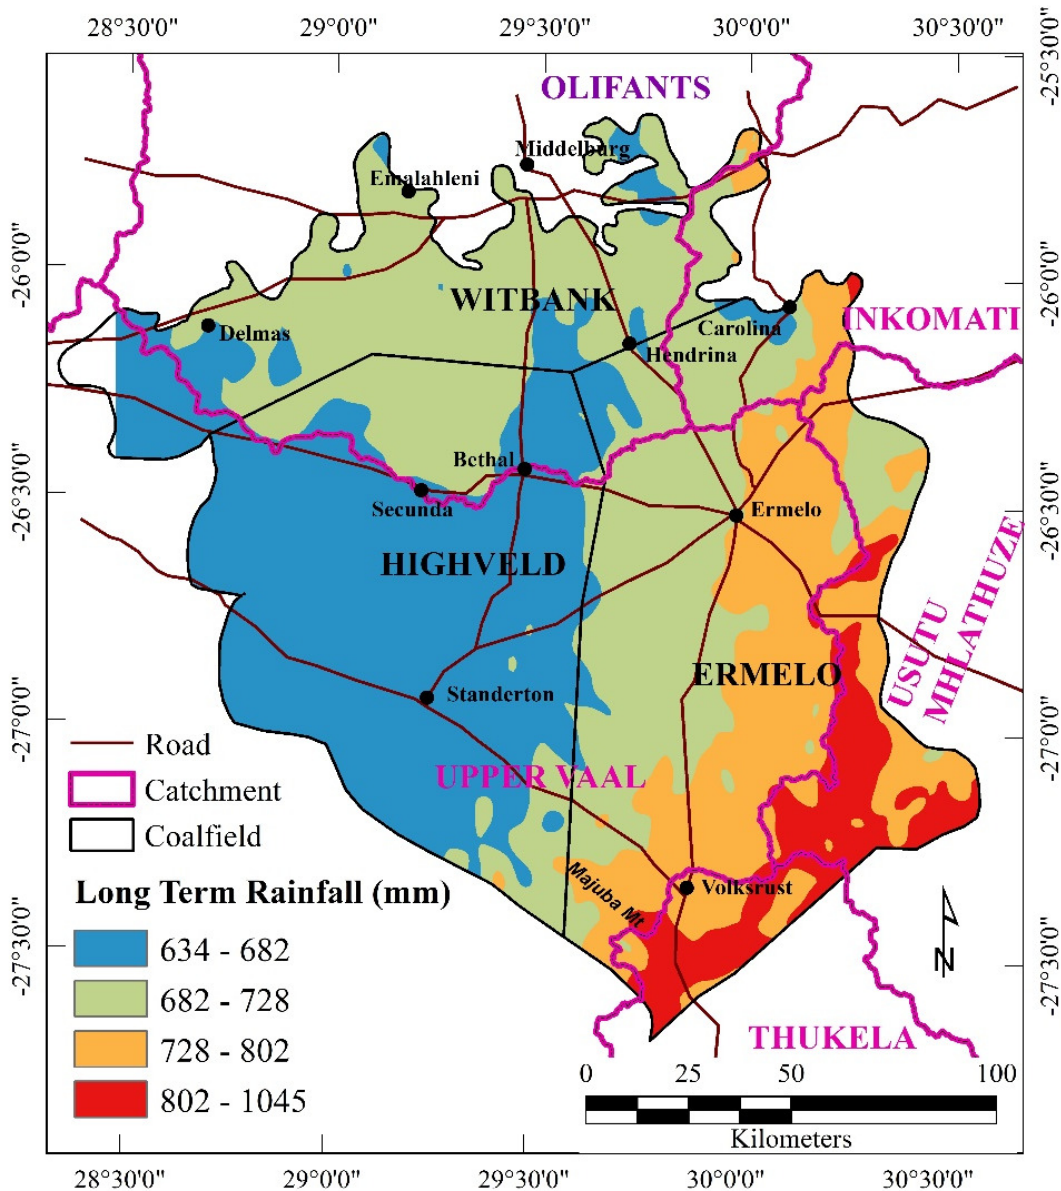 28°30'0" 29°0'0" 29°30'0" 30°0'0" 30°30'0"
-25°30'0"
OLIFANTS
Middelburg
Emalahleni
-26°0'0" -26°0'0"
WITBANK
Carolina
INKOMATI
Delmas
Hendrina
Bethal
-26°30'0" -26°30'0"
Secunda
Ermelo
HIGHVELD
USUTU
MHLATHUZE
ERMELO
Standerton
-27°0'0" -27°0'0"
Road
UPPER VAAL
Catchment
Coalfield
Majuba Mt
Volksrust
Long Term Rainfall (mm)
634 - 682
N
-27°30'0" -27°30'0"
682 - 728
728 - 802
THUKELA
802 - 1045
0 25 50 100
Kilometers
28°30'0" 29°0'0" 29°30'0" 30°0'0" 30°30'0"